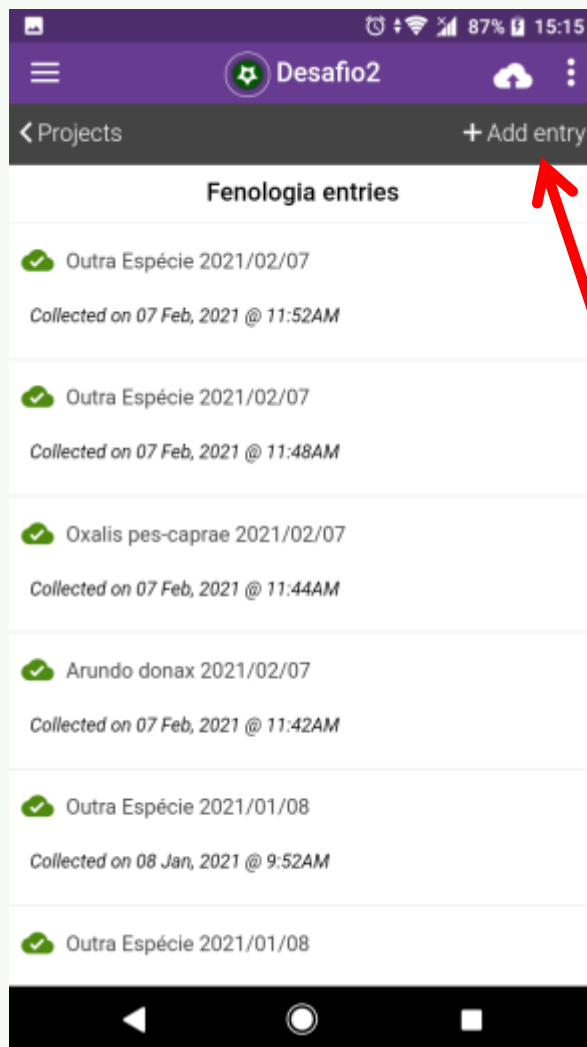 87% 15:15
Desafio2
Projects + Add entry
Fenologia entries
Outra Espécie 2021/02/07
Collected on 07 Feb, 2021 @ 11:52AM
Outra Espécie 2021/02/07
Collected on 07 Feb, 2021 @ 11:48AM
Oxalis pes-caprae 2021/02/07
Collected on 07 Feb, 2021 @ 11:44AM
Arundo donax 2021/02/07
Collected on 07 Feb, 2021 @ 11:42AM
Outra Espécie 2021/01/08
Collected on 08 Jan, 2021 @ 9:52AM
Outra Espécie 2021/01/08